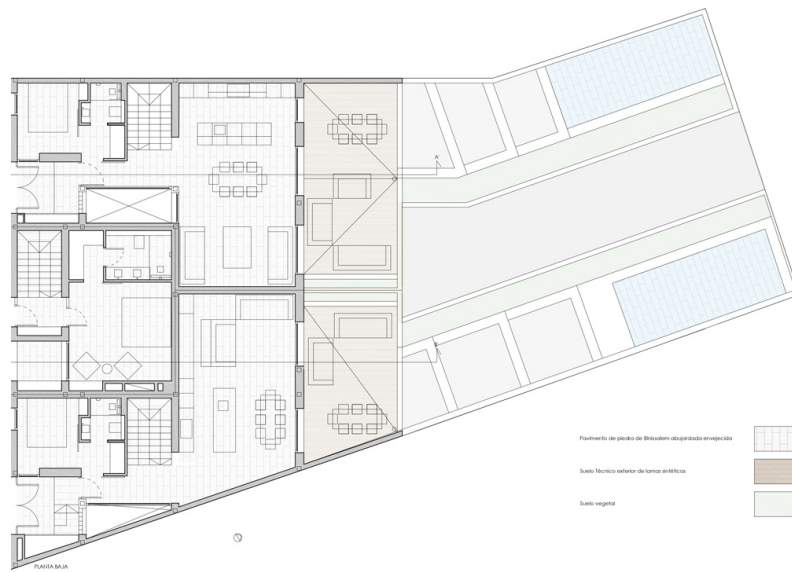 A'
Pavimento de piedra de Binissalem abujardada envejecida
Suelo Técnico exterior de lamas sintéticas
Suelo vegetal
PLANTA BAJA